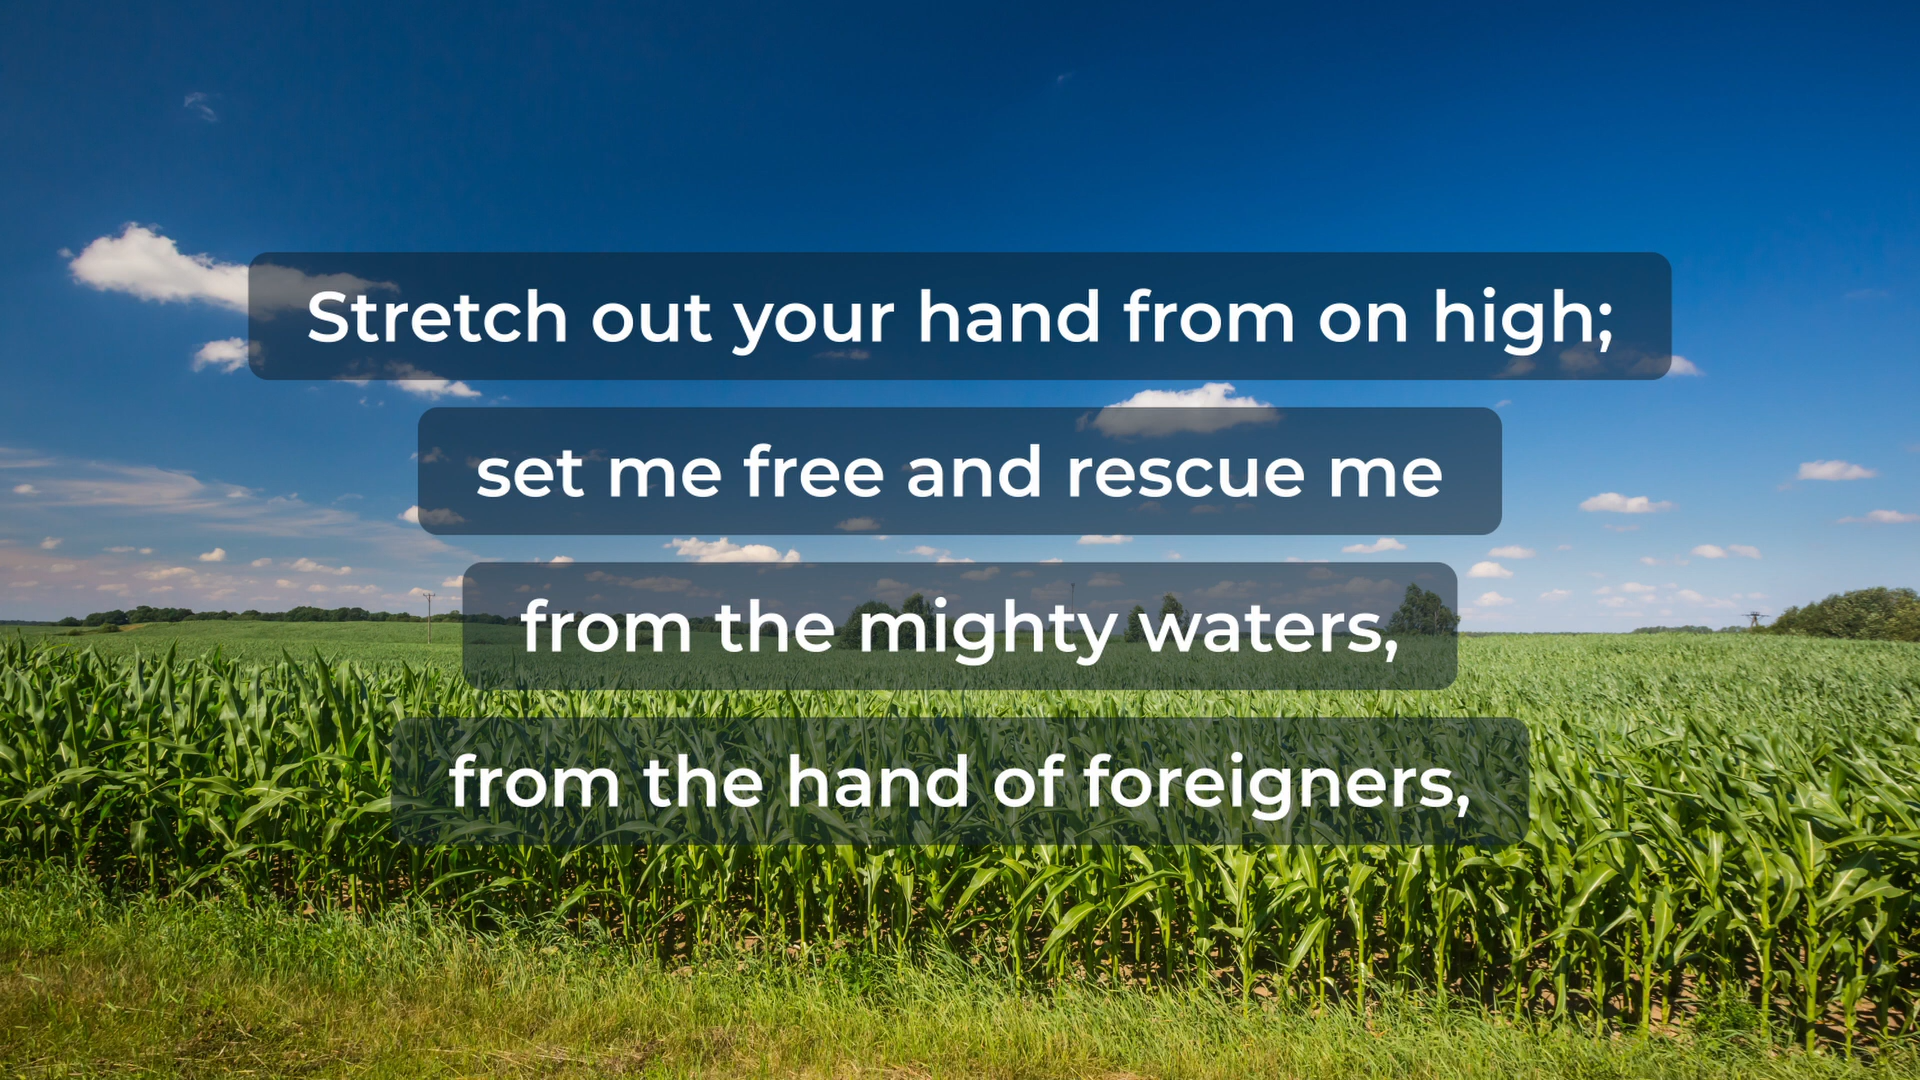 Stretch out your hand from on high;
set me free and rescue me
from the mighty waters,
from the hand of foreigners,